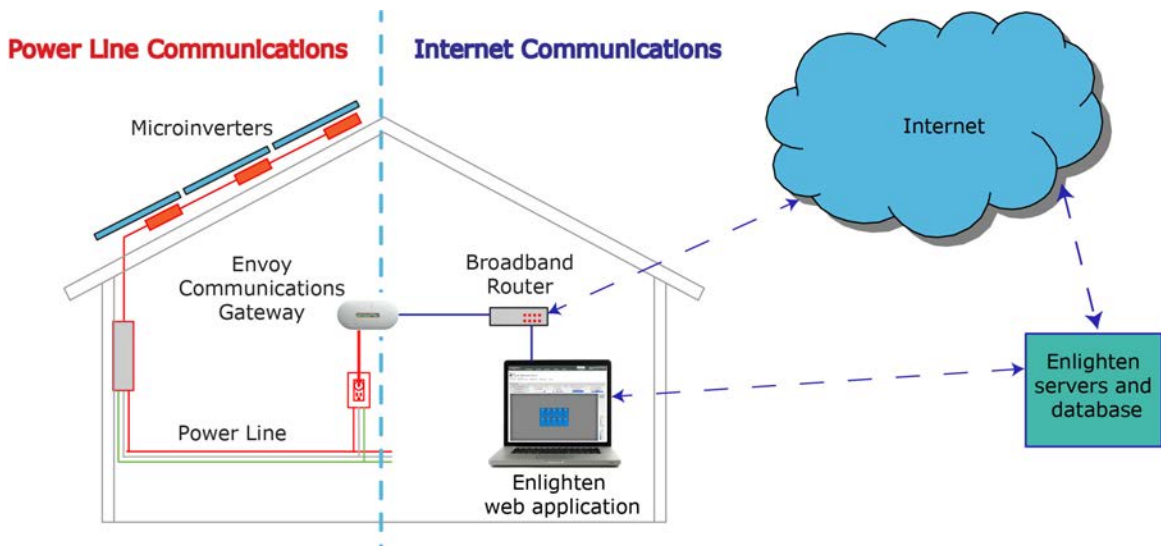 Power Line Communications
Internet Communications
Microinverters
Internet
Envoy
Communications
Gateway
Broadband
Router
Enlighten
servers and
database
Power Line
Enlighten
web application